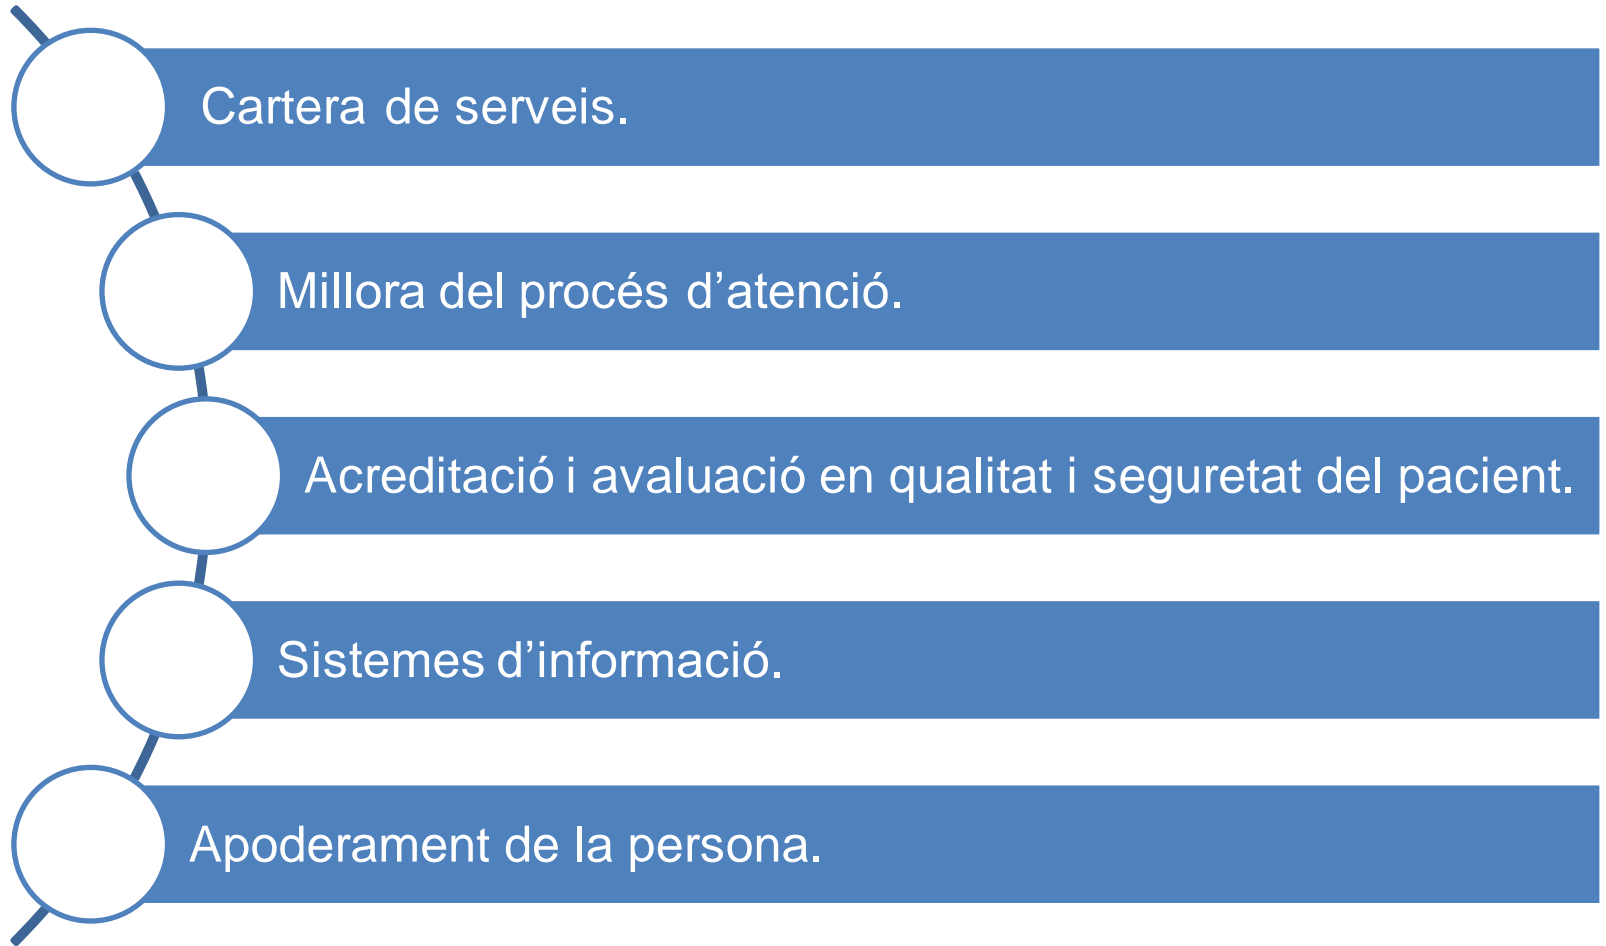 Cartera de serveis.
Millora del procés d’atenció.
Acreditació i avaluació en qualitat i seguretat del pacient.
Sistemes d’informació.
Apoderament de la persona.